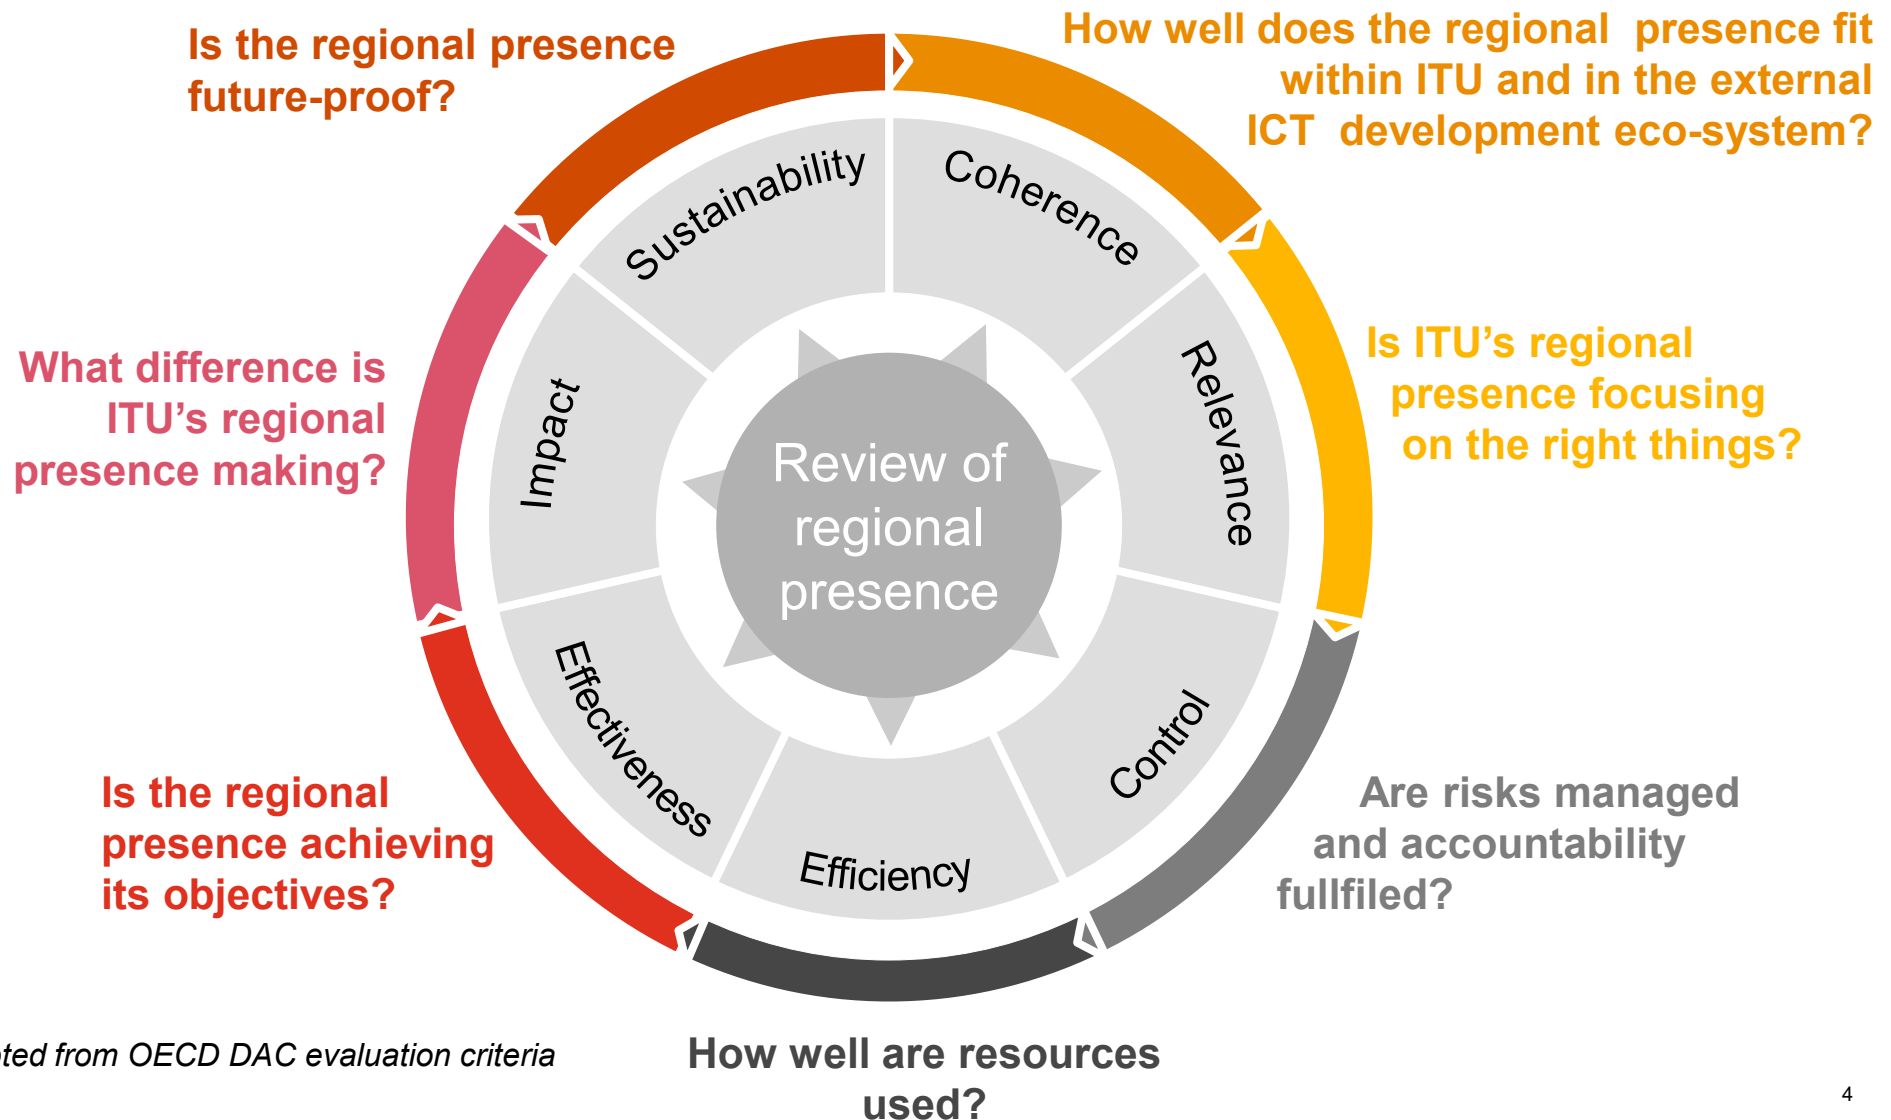 Is the regional presence
future-proof?
How well does the regional presence fit
within ITU and in the external
ICT development eco-system?
Sustainability
Coherence
What difference is
ITU’s regional
presence making?
Impact
Relevance
Is ITU’s regional
presence focusing
on the right things?
Review of
regional
presence
Effectiveness
Control
Is the regional
presence achieving
its objectives?
Efficiency
Are risks managed
and accountability
fullfiled?
from OECD DAC evaluation criteria
How well are resources
used?
4